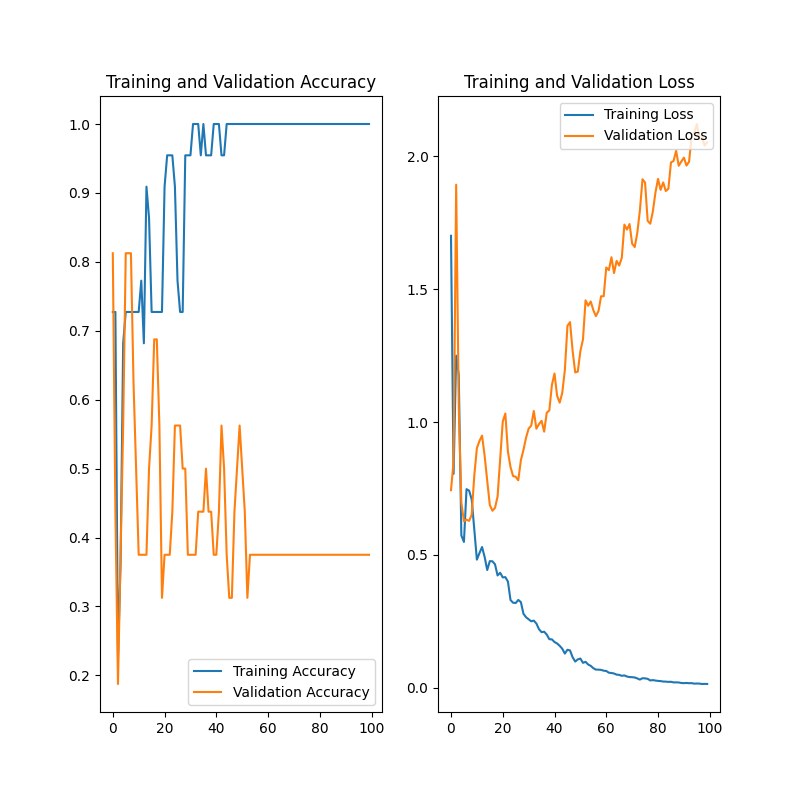 Training and Validation Accuracy
1.0
0.9
0.8
0.7
0.6
0.5
0.4
0.3
0.2
0 20 40 60 80 100
Training Accuracy
Validation Accuracy
Training and Validation Loss
2.0
1.5
1.0
0.5
0.0
0 20 40 60 80 100
Training Loss
Validation Loss